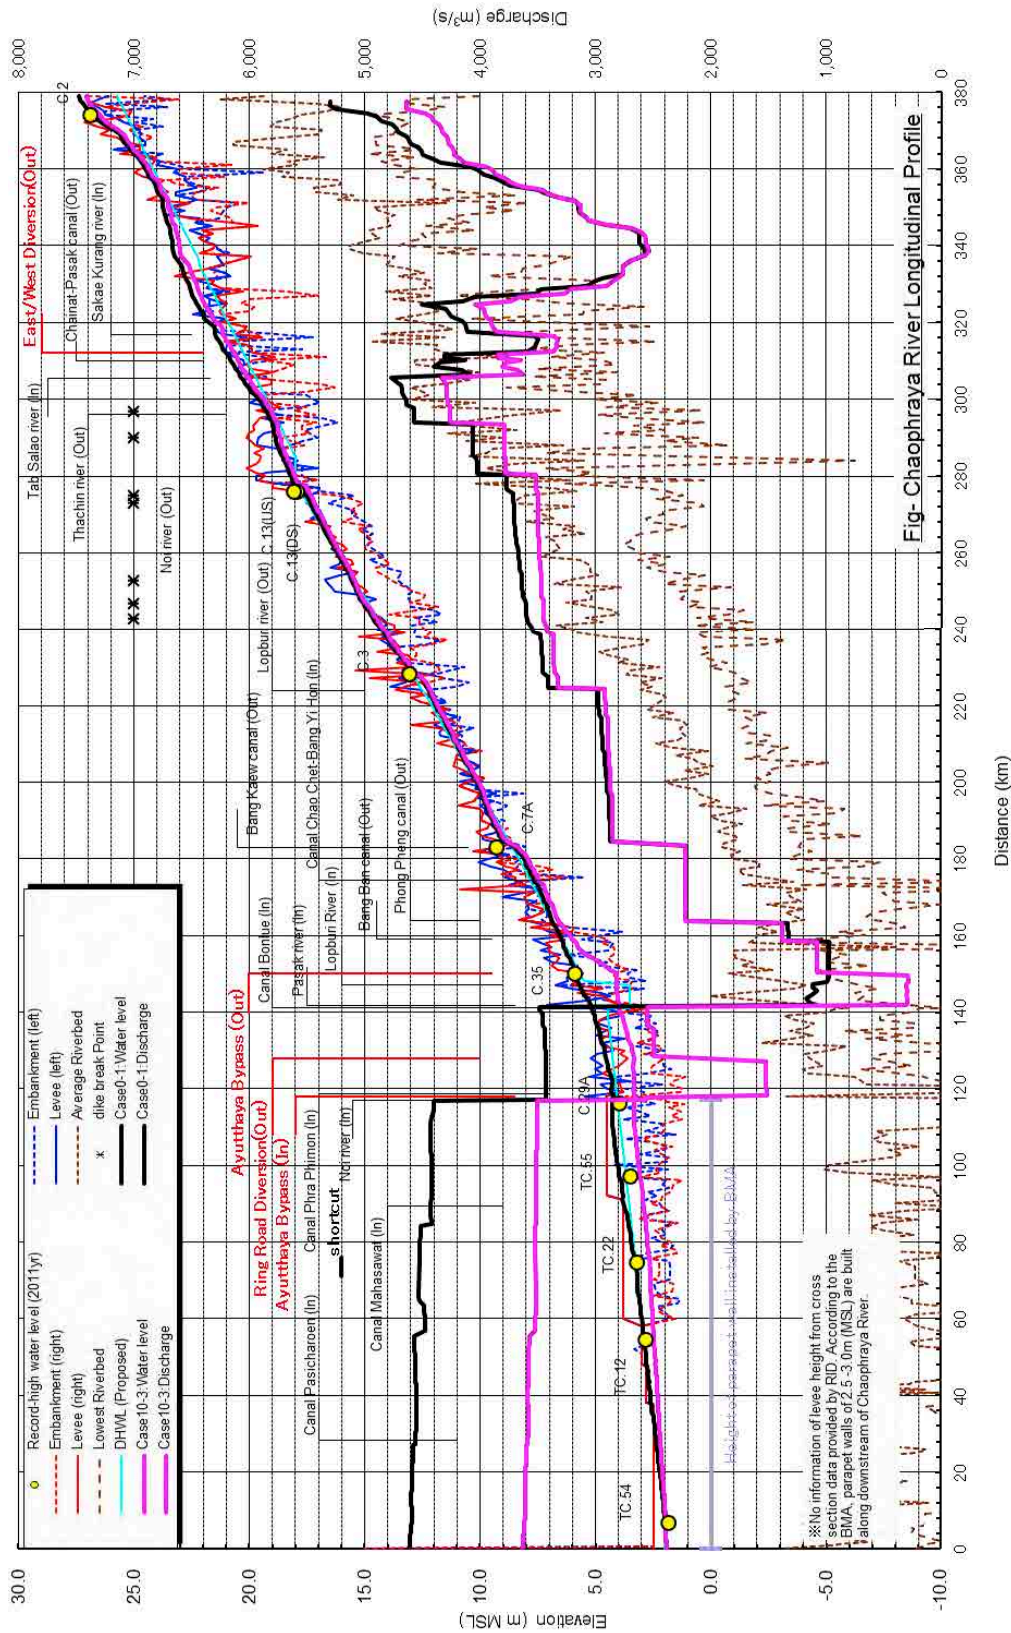 Fig- Chaophraya River Longitudinal Profile
Elevation (m MSL)
30.0
25.0
20.0
15.0
10.0
5.0
0.0
-5.0
-10.0
Discharge (m³/s)
8,000
7,000
6,000
5,000
4,000
3,000
2,000
1,000
0
Distance (km)
0
20
40
60
80
100
120
140
160
180
200
220
240
260
280
300
320
340
360
380
Record-high water level (2011yr)
Embankment (right)
Levee (right)
Lowest Riverbed
DHWL (Proposed)
Case10-3:Water level
Case10-3:Discharge
Embankment (left)
Levee (left)
Average Riverbed
dike break Point
Case0-1:Water level
Case0-1:Discharge
East/West Diversion(Out)
Chainat-Pasak canal (Out)
Sakae Kurang river (In)
Tab Salao river (In)
Thachin river (Out)
Noi river (Out)
Lopburi river (Out)
Bang Kaew canal (Out)
Canal Chao Chet-Bang Yi Hon (In)
Bang Ban canal (Out)
Phong Pheng canal (Out)
Canal Bontue (In)
Pasak river (In)
Lopburi River (In)
Ayutthaya Bypass (Out)
Ring Road Diversion(Out)
Ayutthaya Bypass (In)
Canal Phra Phimon (In)
Noi river (In)
shortcut
Canal Pasicharoen (In)
Canal Mahasawat (In)
C.2
C.13(US)
C.13(DS)
C.3
C.7A
C.35
C.29A
TC.55
TC.22
TC.12
TC.54
Height of parapet wall installed by BMA
※No information of levee height from cross
section data provided by RID. According to the
BMA, parapet walls of 2.5 -3.0m (MSL) are built
along downstream of Chaophraya River.